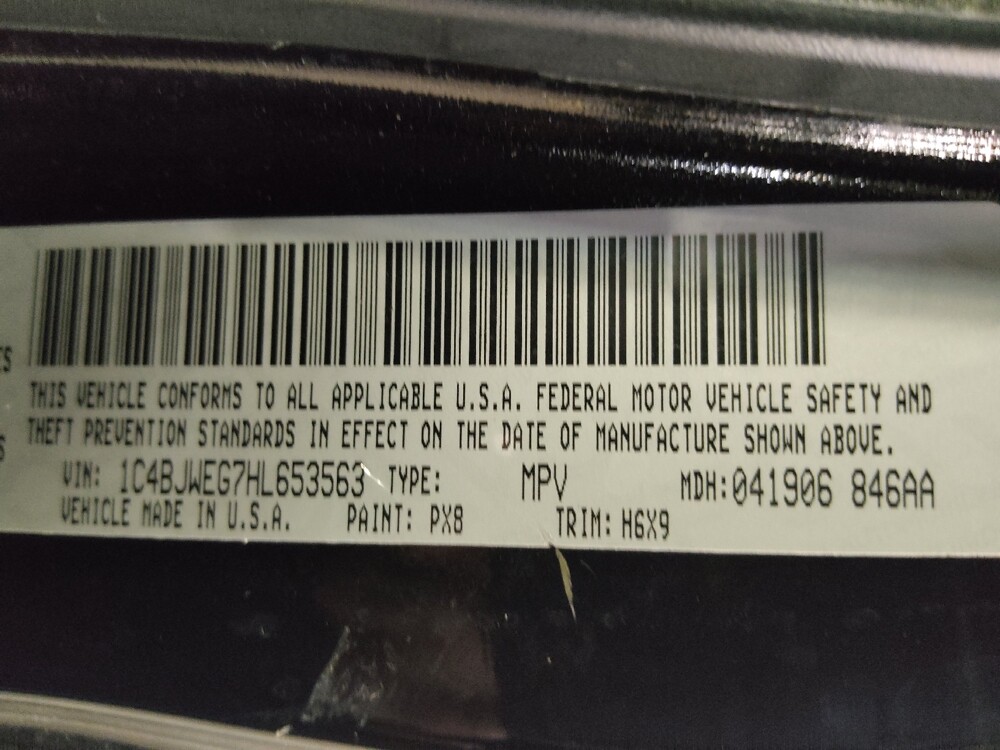 ES
THIS VEHICLE CONFORMS TO ALL APPLICABLE U.S.A. FEDERAL MOTOR VEHICLE SAFETY AND
THEFT PREVENTION STANDARDS IN EFFECT ON THE DATE OF MANUFACTURE SHOWN ABOVE.
S
VIN: 1C4BJWEG7HL653563 TYPE: MPV MDH:041906 846AA
VEHICLE MADE IN U.S.A. PAINT: PX8 TRIM: H6X9